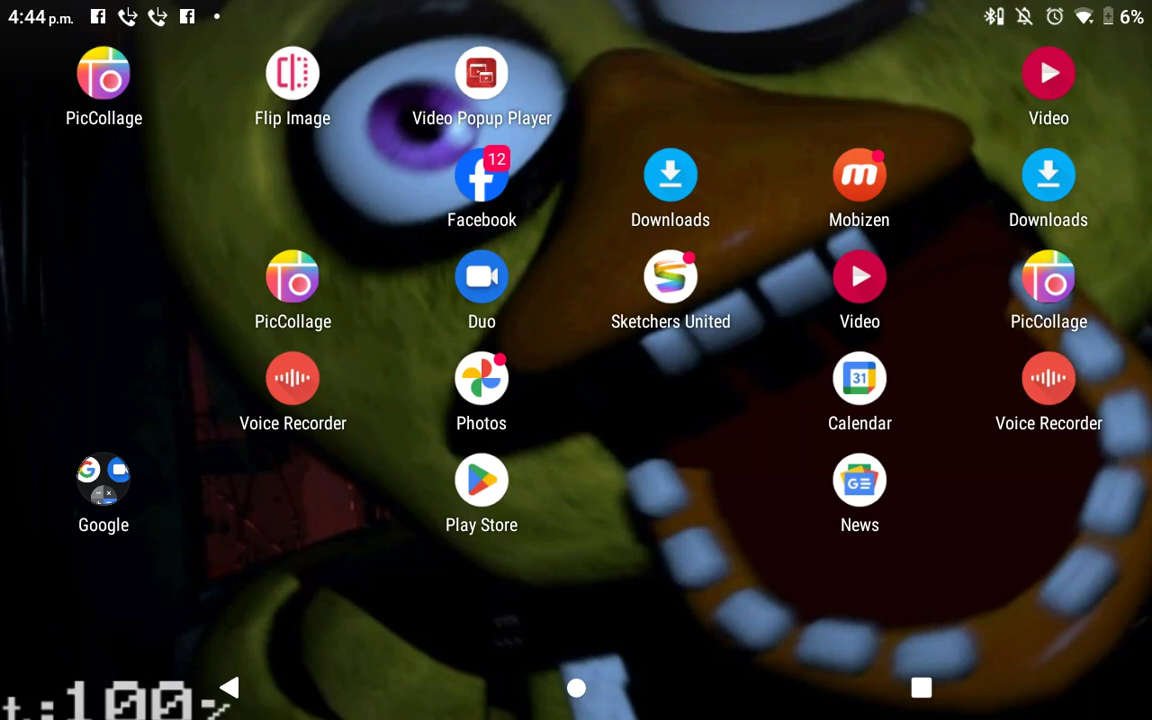 4:44 p.m. 6%
PicCollage Flip Image Video Popup Player Video
12
Facebook Downloads Mobizen Downloads
PicCollage Duo Sketchers United Video PicCollage
31
Voice Recorder Photos Calendar Voice Recorder
Google Play Store News
t.:100%